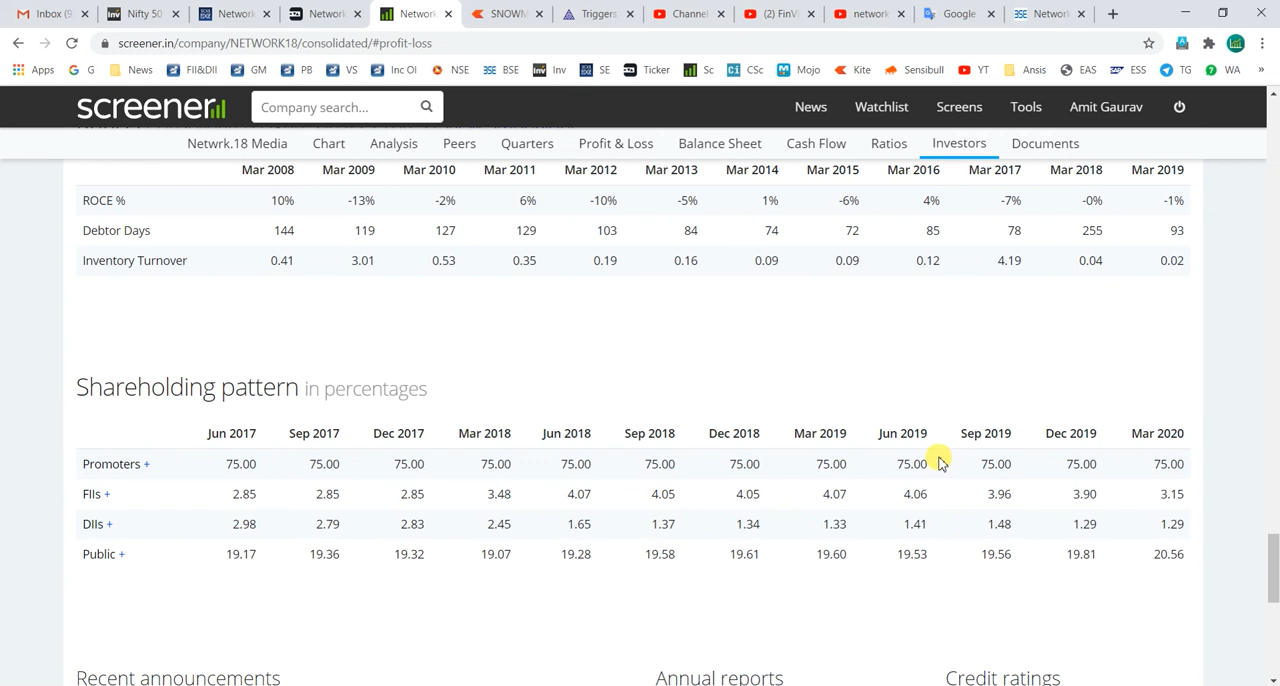 Inbox (9
Nifty 50
Network
Network
Network
SNOWM
Triggers
Channel
(2) FinVi
network
Google
Network
screener.in/company/NETWORK18/consolidated/#profit-loss
Apps
G
News
FII&DII
GM
PB
VS
Inc OI
NSE
BSE
Inv
SE
Ticker
Sc
CSc
Mojo
Kite
Sensibull
YT
Ansis
EAS
ESS
TG
WA
screener
Company search...
News
Watchlist
Screens
Tools
Amit Gaurav
Netwrk.18 Media
Chart
Analysis
Peers
Quarters
Profit & Loss
Balance Sheet
Cash Flow
Ratios
Investors
Documents
Mar 2008 Mar 2009 Mar 2010 Mar 2011 Mar 2012 Mar 2013 Mar 2014 Mar 2015 Mar 2016 Mar 2017 Mar 2018 Mar 2019
ROCE % 10% -13% -2% 6% -10% -5% 1% -6% 4% -7% -0% -1%
Debtor Days 144 119 127 129 103 84 74 72 85 78 255 93
Inventory Turnover 0.41 3.01 0.53 0.35 0.19 0.16 0.09 0.09 0.12 4.19 0.04 0.02
Shareholding pattern in percentages
Jun 2017 Sep 2017 Dec 2017 Mar 2018 Jun 2018 Sep 2018 Dec 2018 Mar 2019 Jun 2019 Sep 2019 Dec 2019 Mar 2020
Promoters + 75.00 75.00 75.00 75.00 75.00 75.00 75.00 75.00 75.00 75.00 75.00 75.00
FIIs + 2.85 2.85 2.85 3.48 4.07 4.05 4.05 4.07 4.06 3.96 3.90 3.15
DIIs + 2.98 2.79 2.83 2.45 1.65 1.37 1.34 1.33 1.41 1.48 1.29 1.29
Public + 19.17 19.36 19.32 19.07 19.28 19.58 19.61 19.60 19.53 19.56 19.81 20.56
Recent announcements
Annual reports
Credit ratings